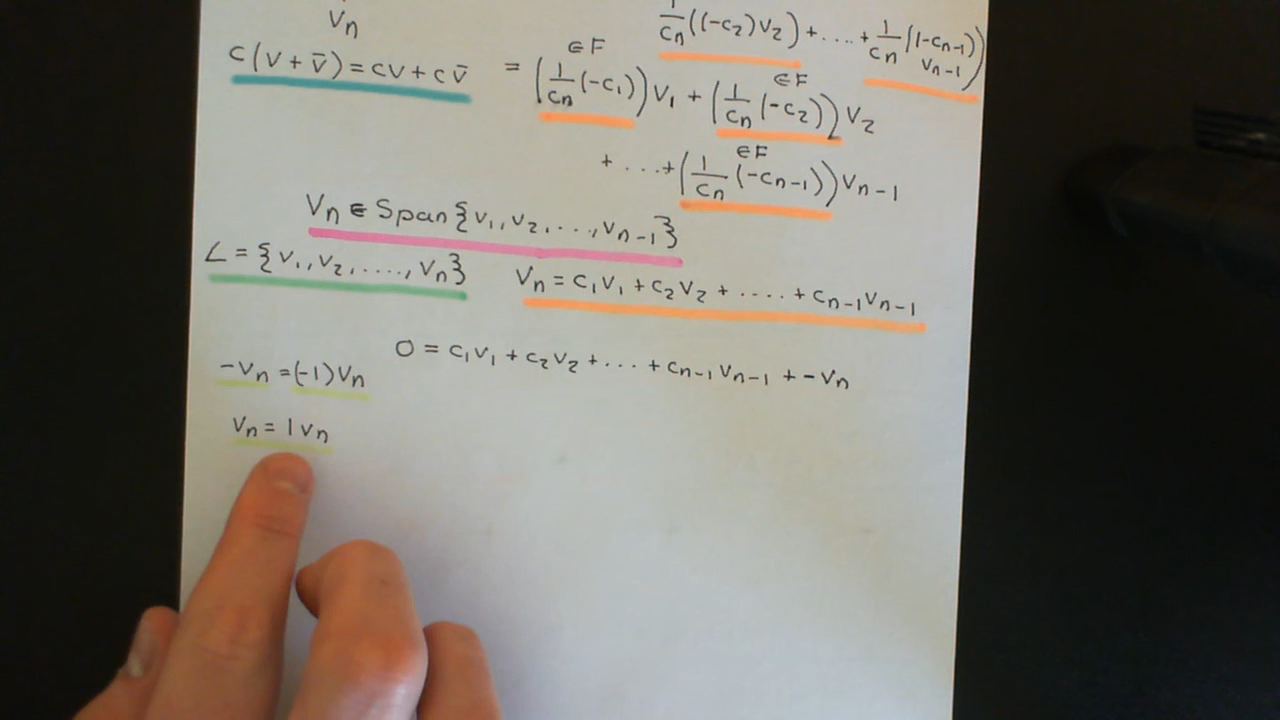 Vn
1/cn((-c2)v2) + .... + 1/cn((-cn-1)vn-1)
c(v + v̄) = cv + cv̄
= (1/cn(-c1))v1 + (1/cn(-c2))v2
∈F ∈F
+ ... + (1/cn(-cn-1))vn-1
∈F
Vn ∈ Span{v1, v2, ..., vn-1}
L = {v1, v2, ...., vn}
Vn = c1v1 + c2v2 + .... + cn-1vn-1
0 = c1v1 + c2v2 + ... + cn-1vn-1 + -vn
-vn = (-1)vn
vn = 1vn